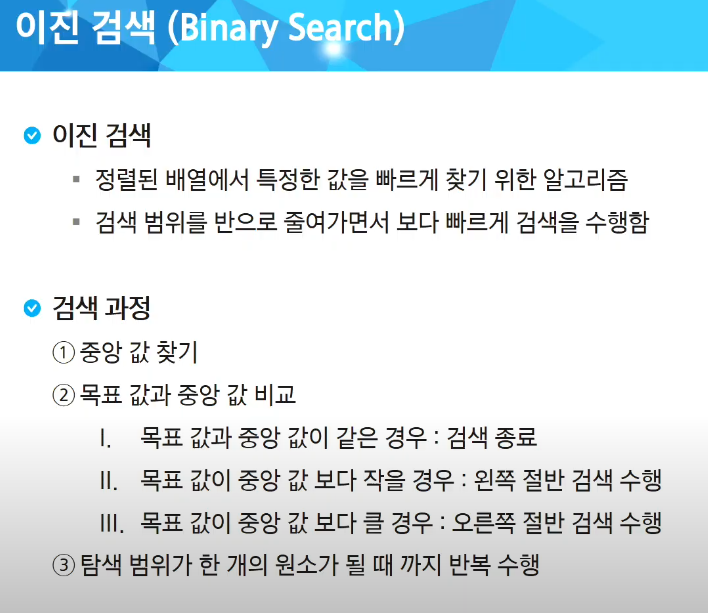 이진 검색 (Binary Search)
이진 검색
정렬된 배열에서 특정한 값을 빠르게 찾기 위한 알고리즘
검색 범위를 반으로 줄여가면서 보다 빠르게 검색을 수행함
검색 과정
① 중앙 값 찾기
② 목표 값과 중앙 값 비교
I. 목표 값과 중앙 값이 같은 경우 : 검색 종료
II. 목표 값이 중앙 값 보다 작을 경우 : 왼쪽 절반 검색 수행
III. 목표 값이 중앙 값 보다 클 경우 : 오른쪽 절반 검색 수행
③ 탐색 범위가 한 개의 원소가 될 때 까지 반복 수행